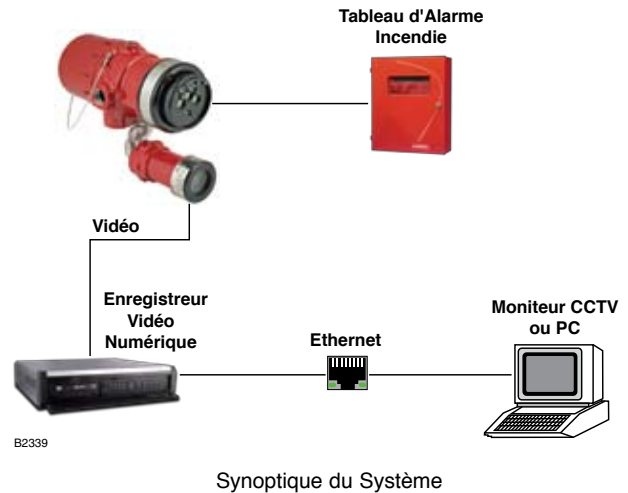 Tableau d'Alarme
Incendie
Vidéo
Enregistreur
Vidéo
Numérique
Ethernet
Moniteur CCTV
ou PC
B2339
Synoptique du Système